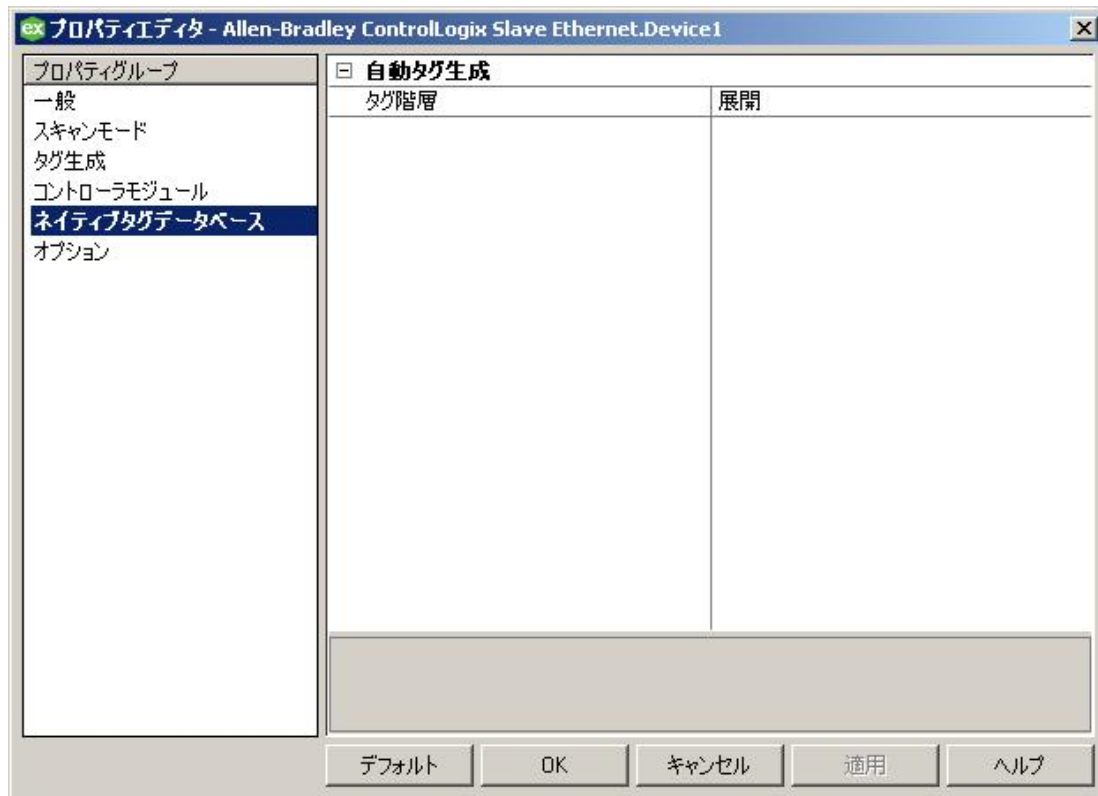 ex プロパティエディタ - Allen-Bradley ControlLogix Slave Ethernet.Device1
プロパティグループ
一般
スキャンモード
タグ生成
コントローラモジュール
ネイティブタグデータベース
オプション
自動タグ生成
タグ階層 展開
デフォルト OK キャンセル 適用 ヘルプ